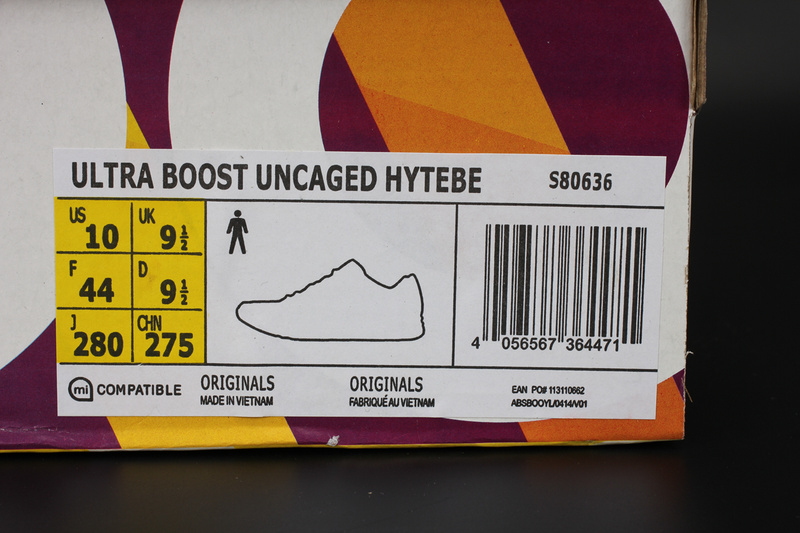 ULTRA BOOST UNCAGED HYTEBE S80636
US 10 UK 9½
F 44 D 9½
J 280 CHN 275
4 056567 364471
mi COMPATIBLE
ORIGINALS
MADE IN VIETNAM
ORIGINALS
FABRIQUÉ AU VIETNAM
EAN PO# 113110662
ABSBOOYL/0414/V01